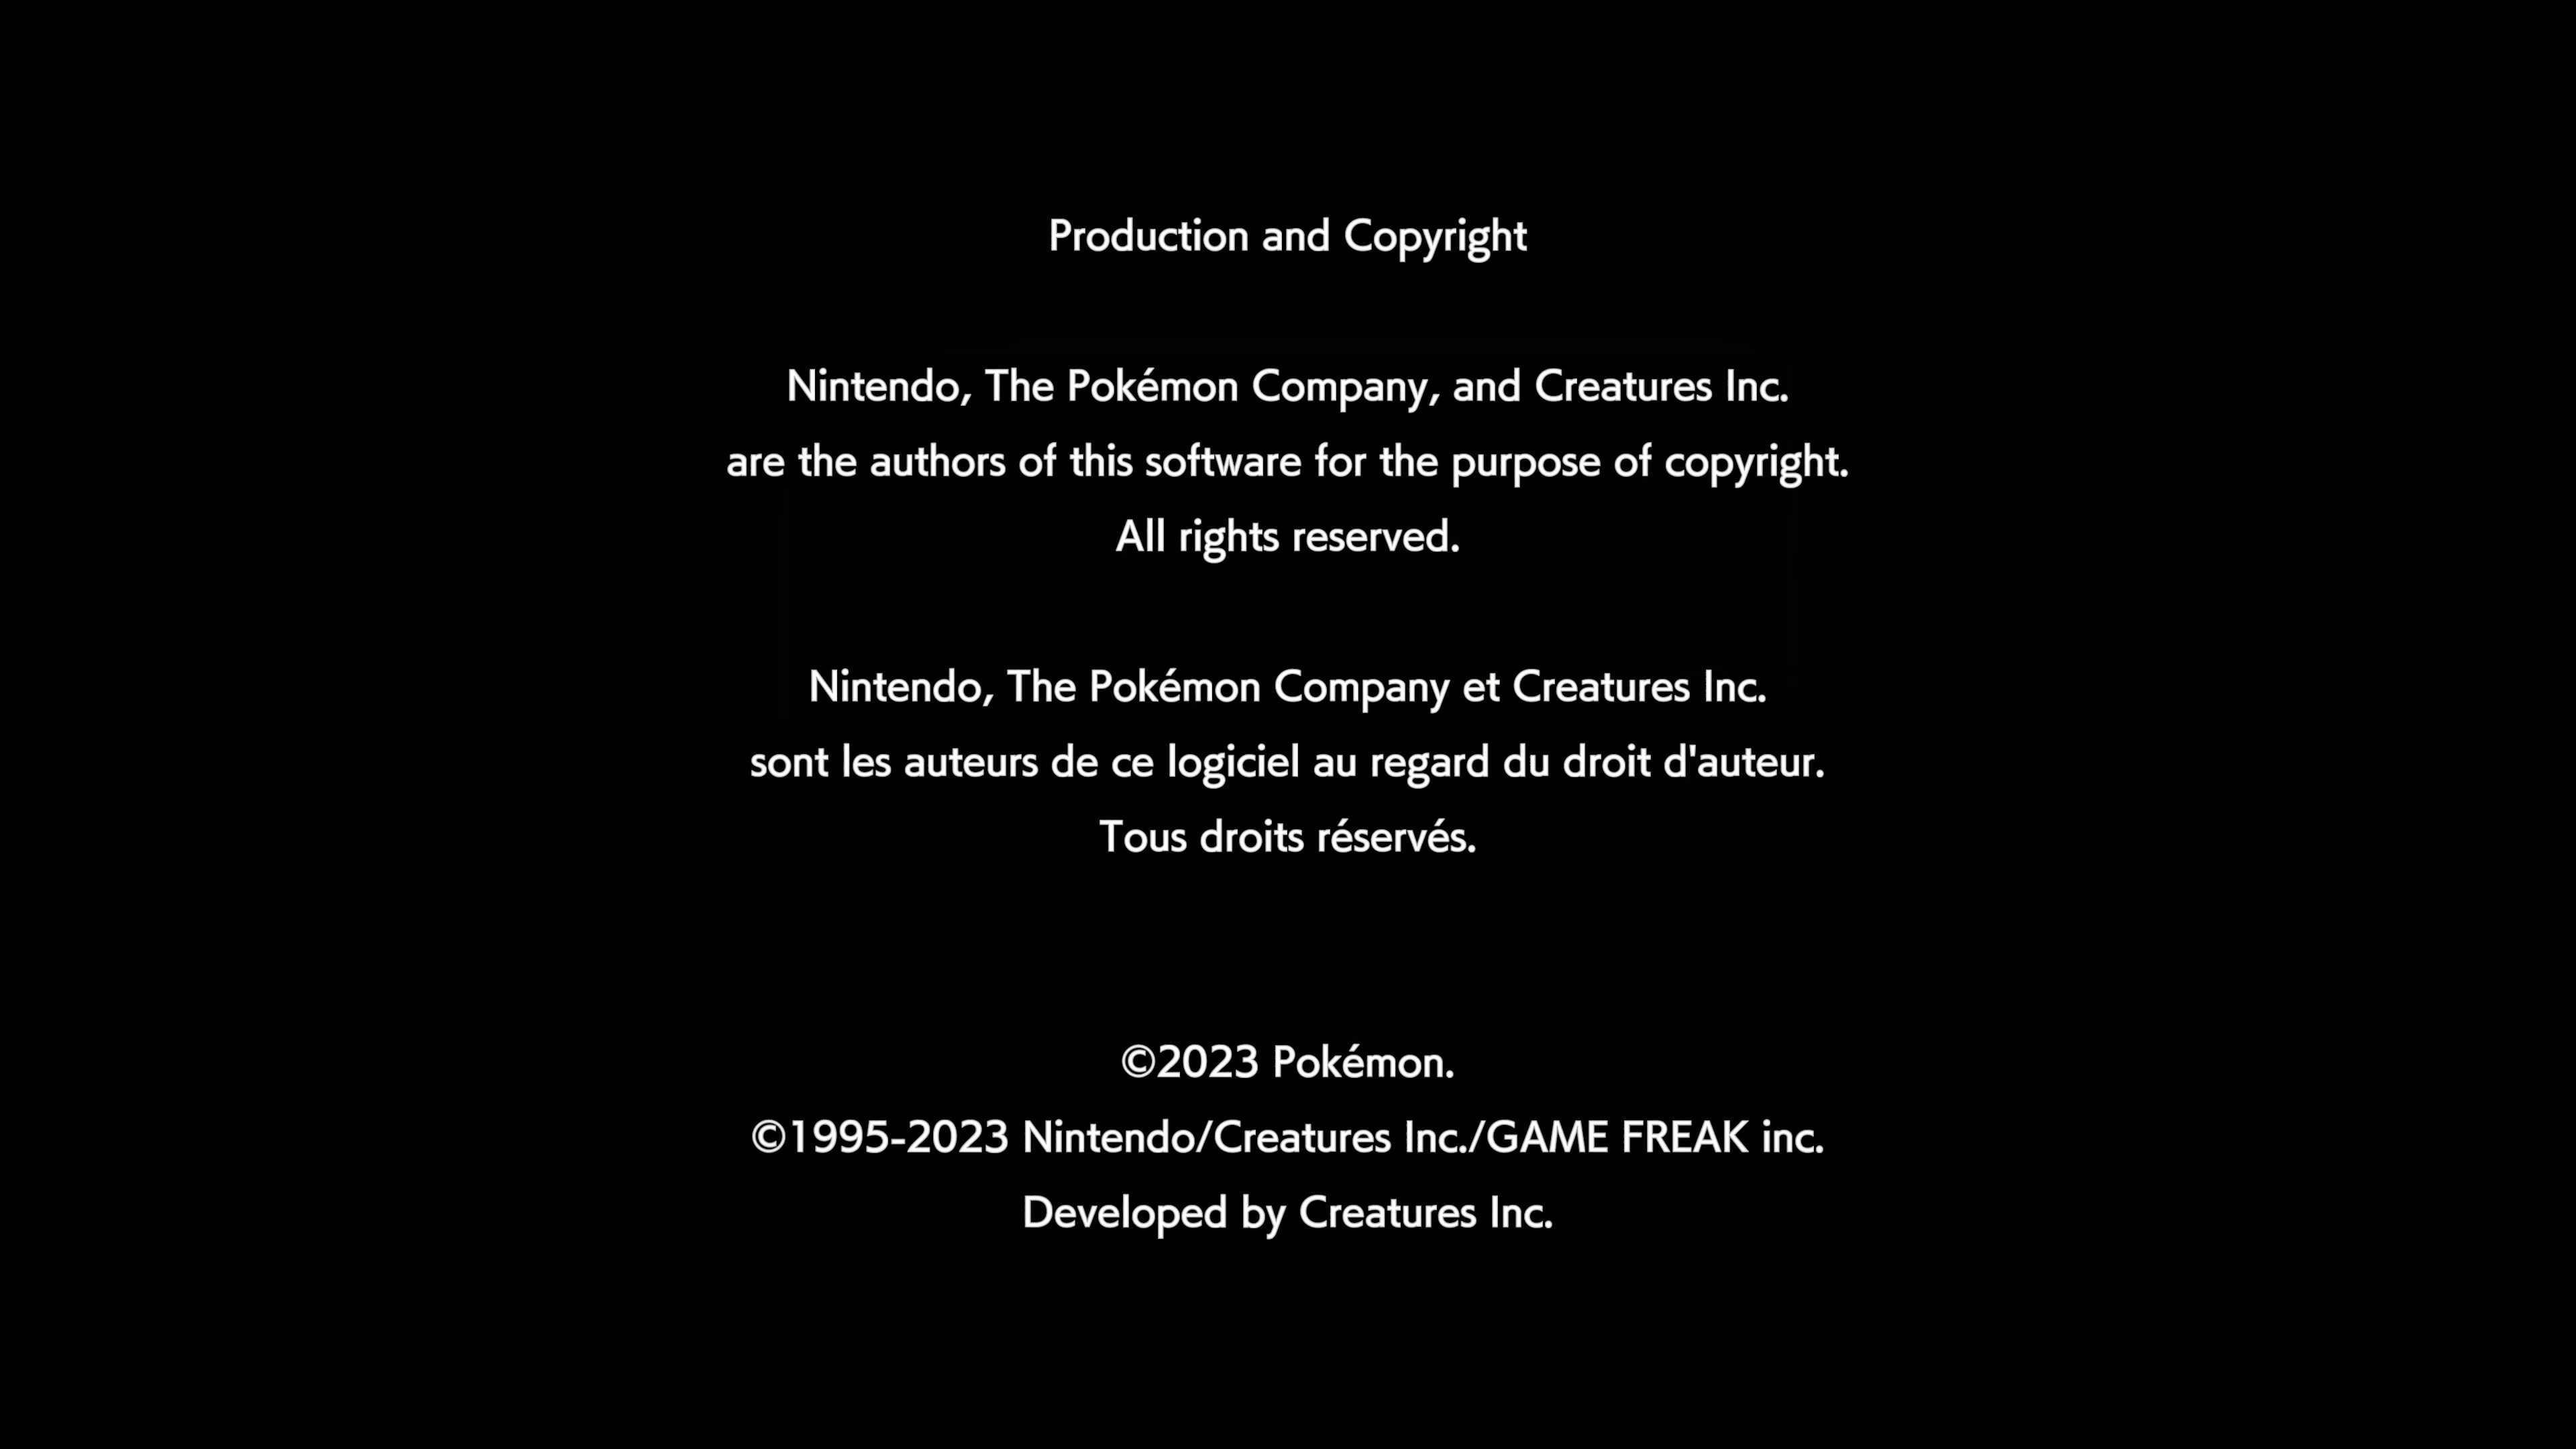 Production and Copyright
Nintendo, The Pokémon Company, and Creatures Inc.
are the authors of this software for the purpose of copyright.
All rights reserved.
Nintendo, The Pokémon Company et Creatures Inc.
sont les auteurs de ce logiciel au regard du droit d'auteur.
Tous droits réservés.
©2023 Pokémon.
©1995-2023 Nintendo/Creatures Inc./GAME FREAK inc.
Developed by Creatures Inc.